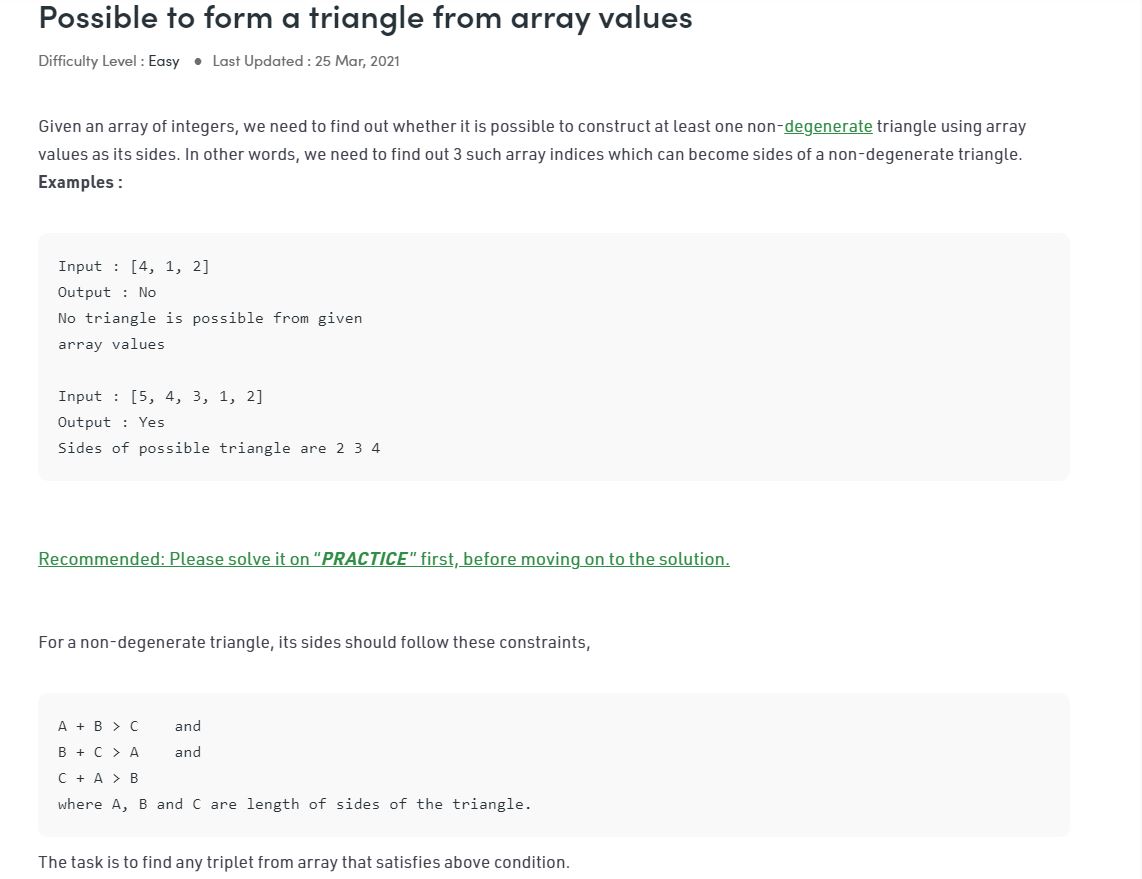 Possible to form a triangle from array values
Difficulty Level : Easy ● Last Updated : 25 Mar, 2021
Given an array of integers, we need to find out whether it is possible to construct at least one non-degenerate triangle using array
values as its sides. In other words, we need to find out 3 such array indices which can become sides of a non-degenerate triangle.
Examples :
Input : [4, 1, 2]
Output : No
No triangle is possible from given
array values
Input : [5, 4, 3, 1, 2]
Output : Yes
Sides of possible triangle are 2 3 4
Recommended: Please solve it on “PRACTICE” first, before moving on to the solution.
For a non-degenerate triangle, its sides should follow these constraints,
A + B > C    and
B + C > A    and
C + A > B
where A, B and C are length of sides of the triangle.
The task is to find any triplet from array that satisfies above condition.